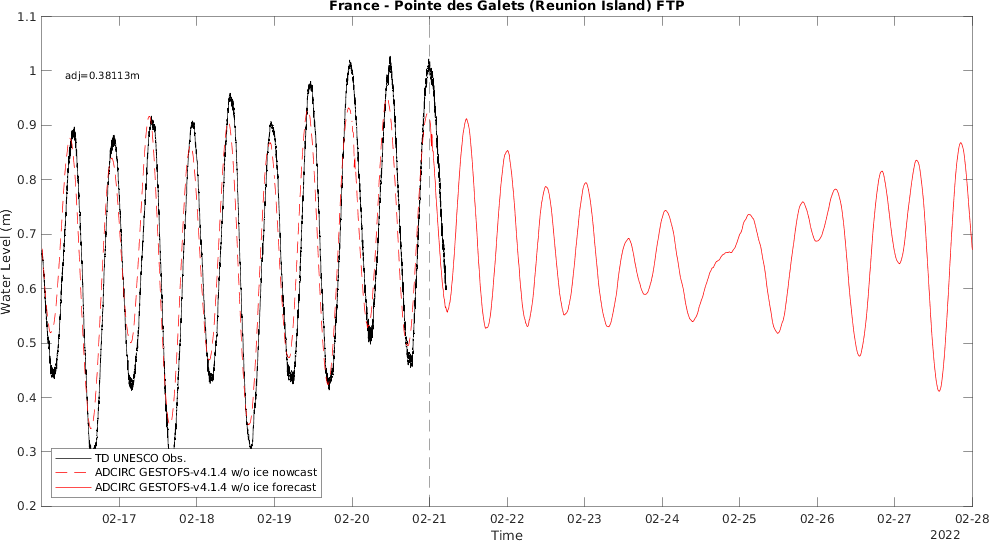 France - Pointe des Galets (Reunion Island) FTP
1.1
1
0.9
0.8
0.7
0.6
0.5
0.4
0.3
0.2
Water Level (m)
adj=0.38113m
TD UNESCO Obs.
ADCIRC GESTOFS-v4.1.4 w/o ice nowcast
ADCIRC GESTOFS-v4.1.4 w/o ice forecast
02-17 02-18 02-19 02-20 02-21 02-22 02-23 02-24 02-25 02-26 02-27 02-28
Time
2022